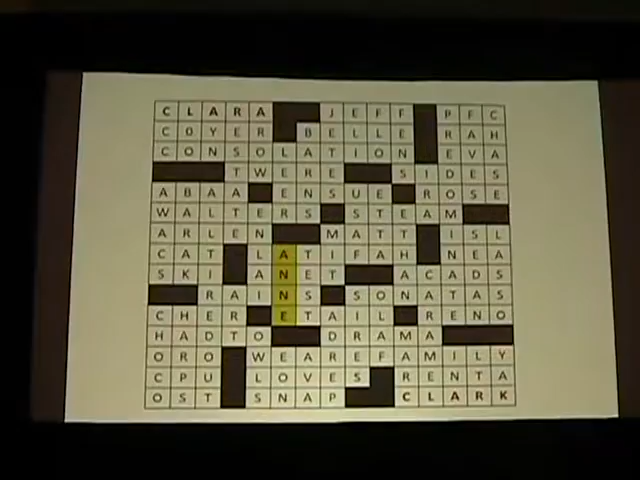 CLARA JEFF PFC
COYER BELLE RAH
CONSOLATION EVA
TWERE SIDES
ABAA ENSUE ROSE
WALTERS STEAM
ARLEN MATT ISL
CAT LATIFAH NEA
SKI ANET ACADS
RAINS SONATAS
CHER ETAIL RENO
HADTO DRAMA
ORO WEAREFAMILY
CPU LOVES RENTA
OST SNAP CLARK